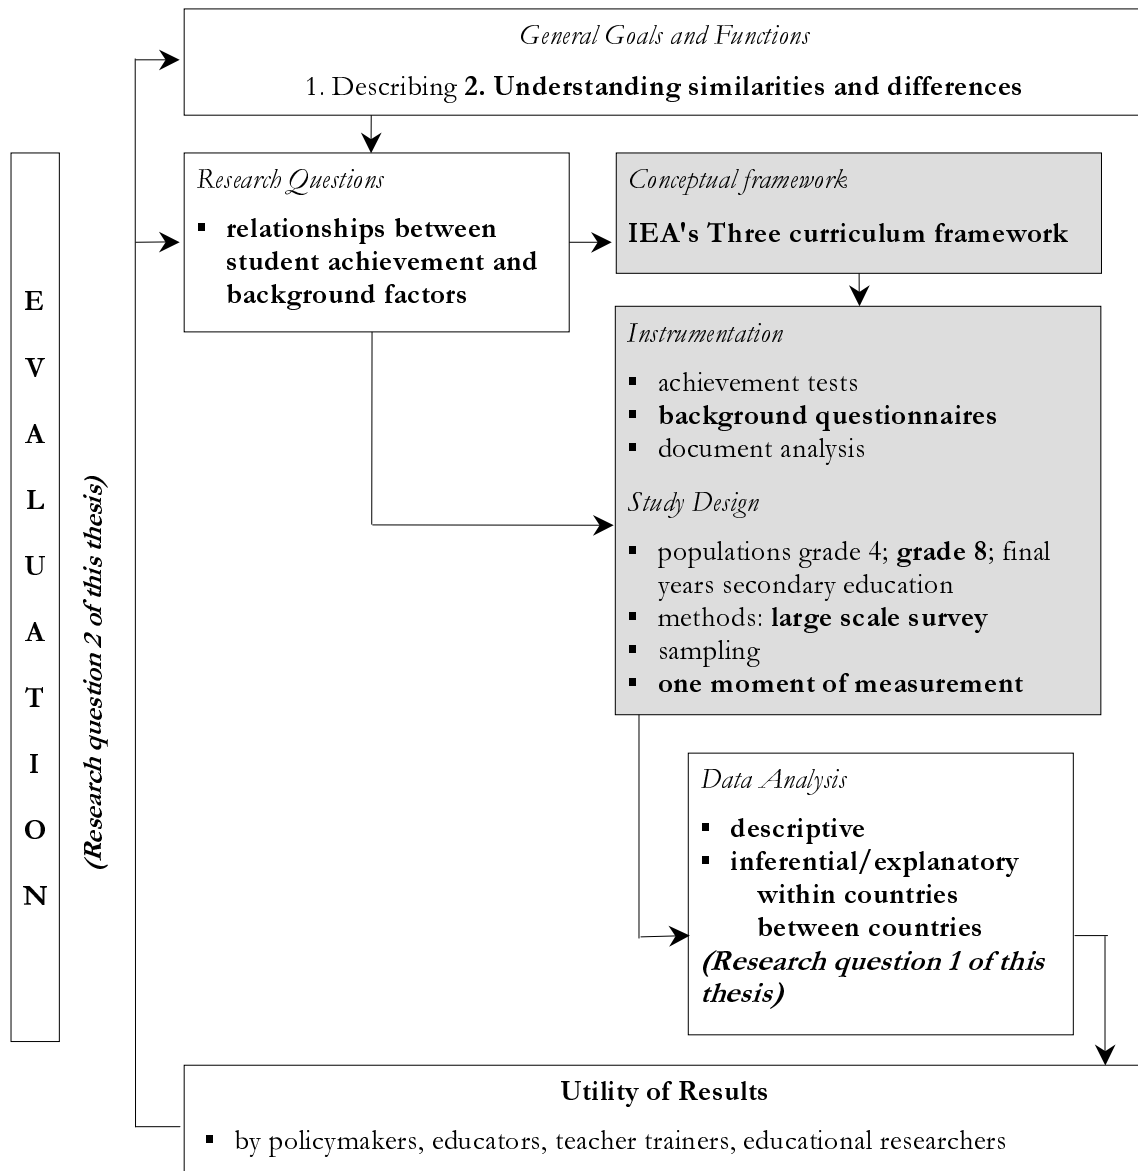 General Goals and Functions
1. Describing 2. Understanding similarities and differences
E
V
A
L
U
A
T
I
O
N
(Research question 2 of this thesis)
Research Questions
▪ relationships between
student achievement and
background factors
Conceptual framework
IEA's Three curriculum framework
Instrumentation
▪ achievement tests
▪ background questionnaires
▪ document analysis
Study Design
▪ populations grade 4; grade 8; final
years secondary education
▪ methods: large scale survey
▪ sampling
▪ one moment of measurement
Data Analysis
▪ descriptive
▪ inferential/explanatory
within countries
between countries
(Research question 1 of this
thesis)
Utility of Results
▪ by policymakers, educators, teacher trainers, educational researchers